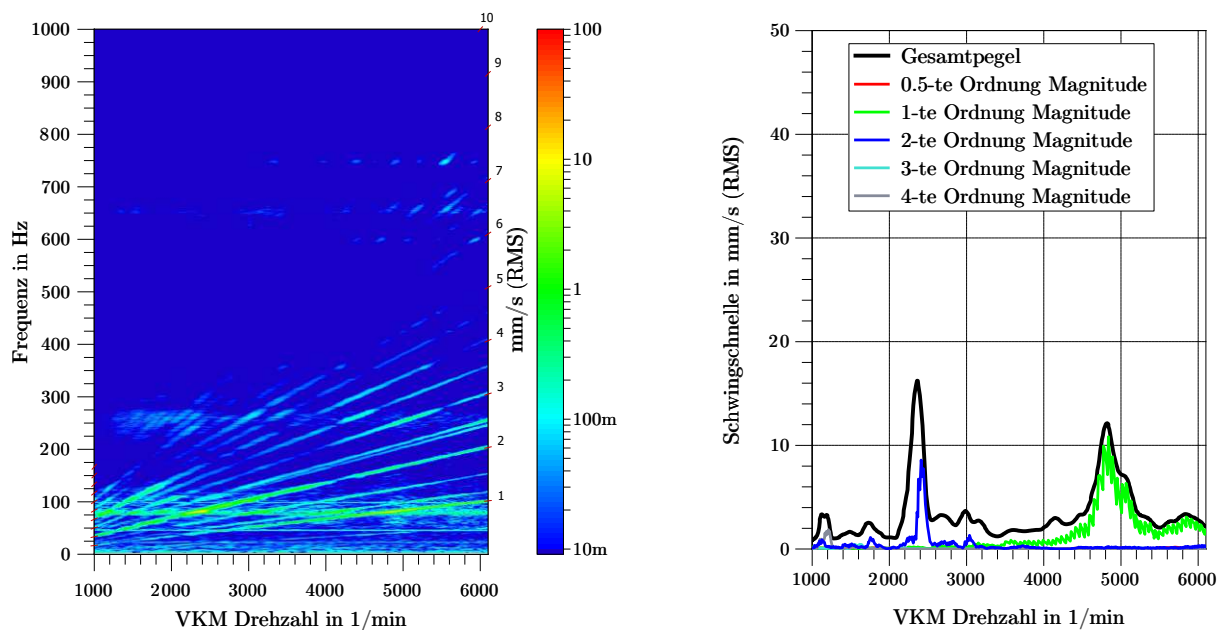 1000
900
800
700
600
500
400
300
200
100
0
Frequenz in Hz
1000 2000 3000 4000 5000 6000
VKM Drehzahl in 1/min
10
9
8
7
6
5
4
3
2
1
mm/s (RMS)
100
10
1
100m
10m
50
40
30
20
10
0
Schwingschnelle in mm/s (RMS)
1000 2000 3000 4000 5000 6000
VKM Drehzahl in 1/min
Gesamtpegel
0.5-te Ordnung Magnitude
1-te Ordnung Magnitude
2-te Ordnung Magnitude
3-te Ordnung Magnitude
4-te Ordnung Magnitude